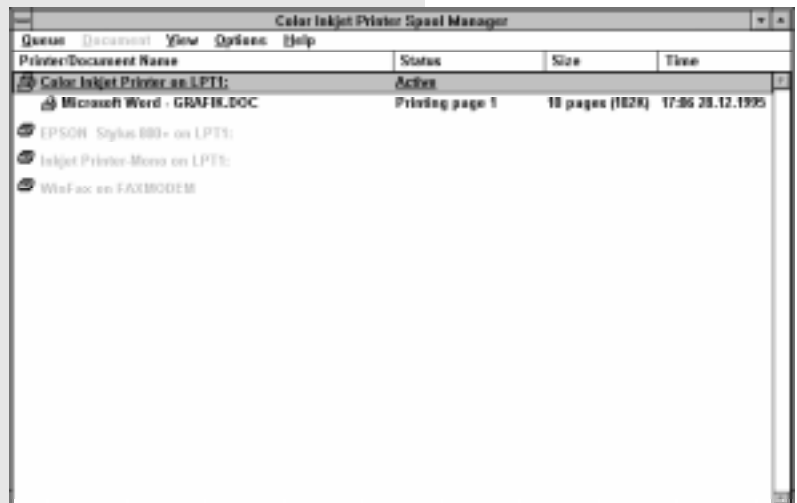 Color Inkjet Printer Spool Manager
Queue Document View Options Help
Printer/Document Name Status Size Time
Color Inkjet Printer on LPT1: Active
Microsoft Word - GRAFIK.DOC Printing page 1 10 pages (102K) 17:06 28.12.1995
EPSON Stylus 800+ on LPT1:
Inkjet Printer-Mono on LPT1:
WinFax on FAXMODEM